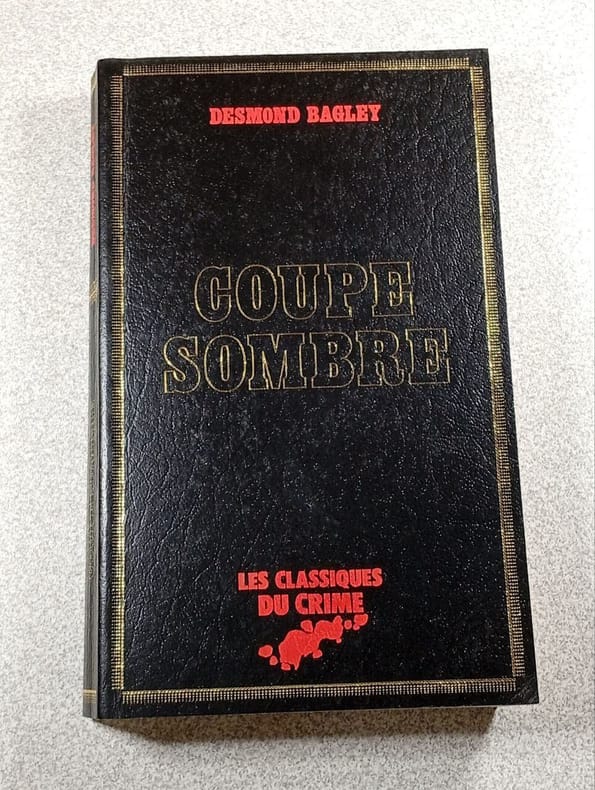 DESMOND BAGLEY
COUPE
SOMBRE
LES CLASSIQUES
DU CRIME